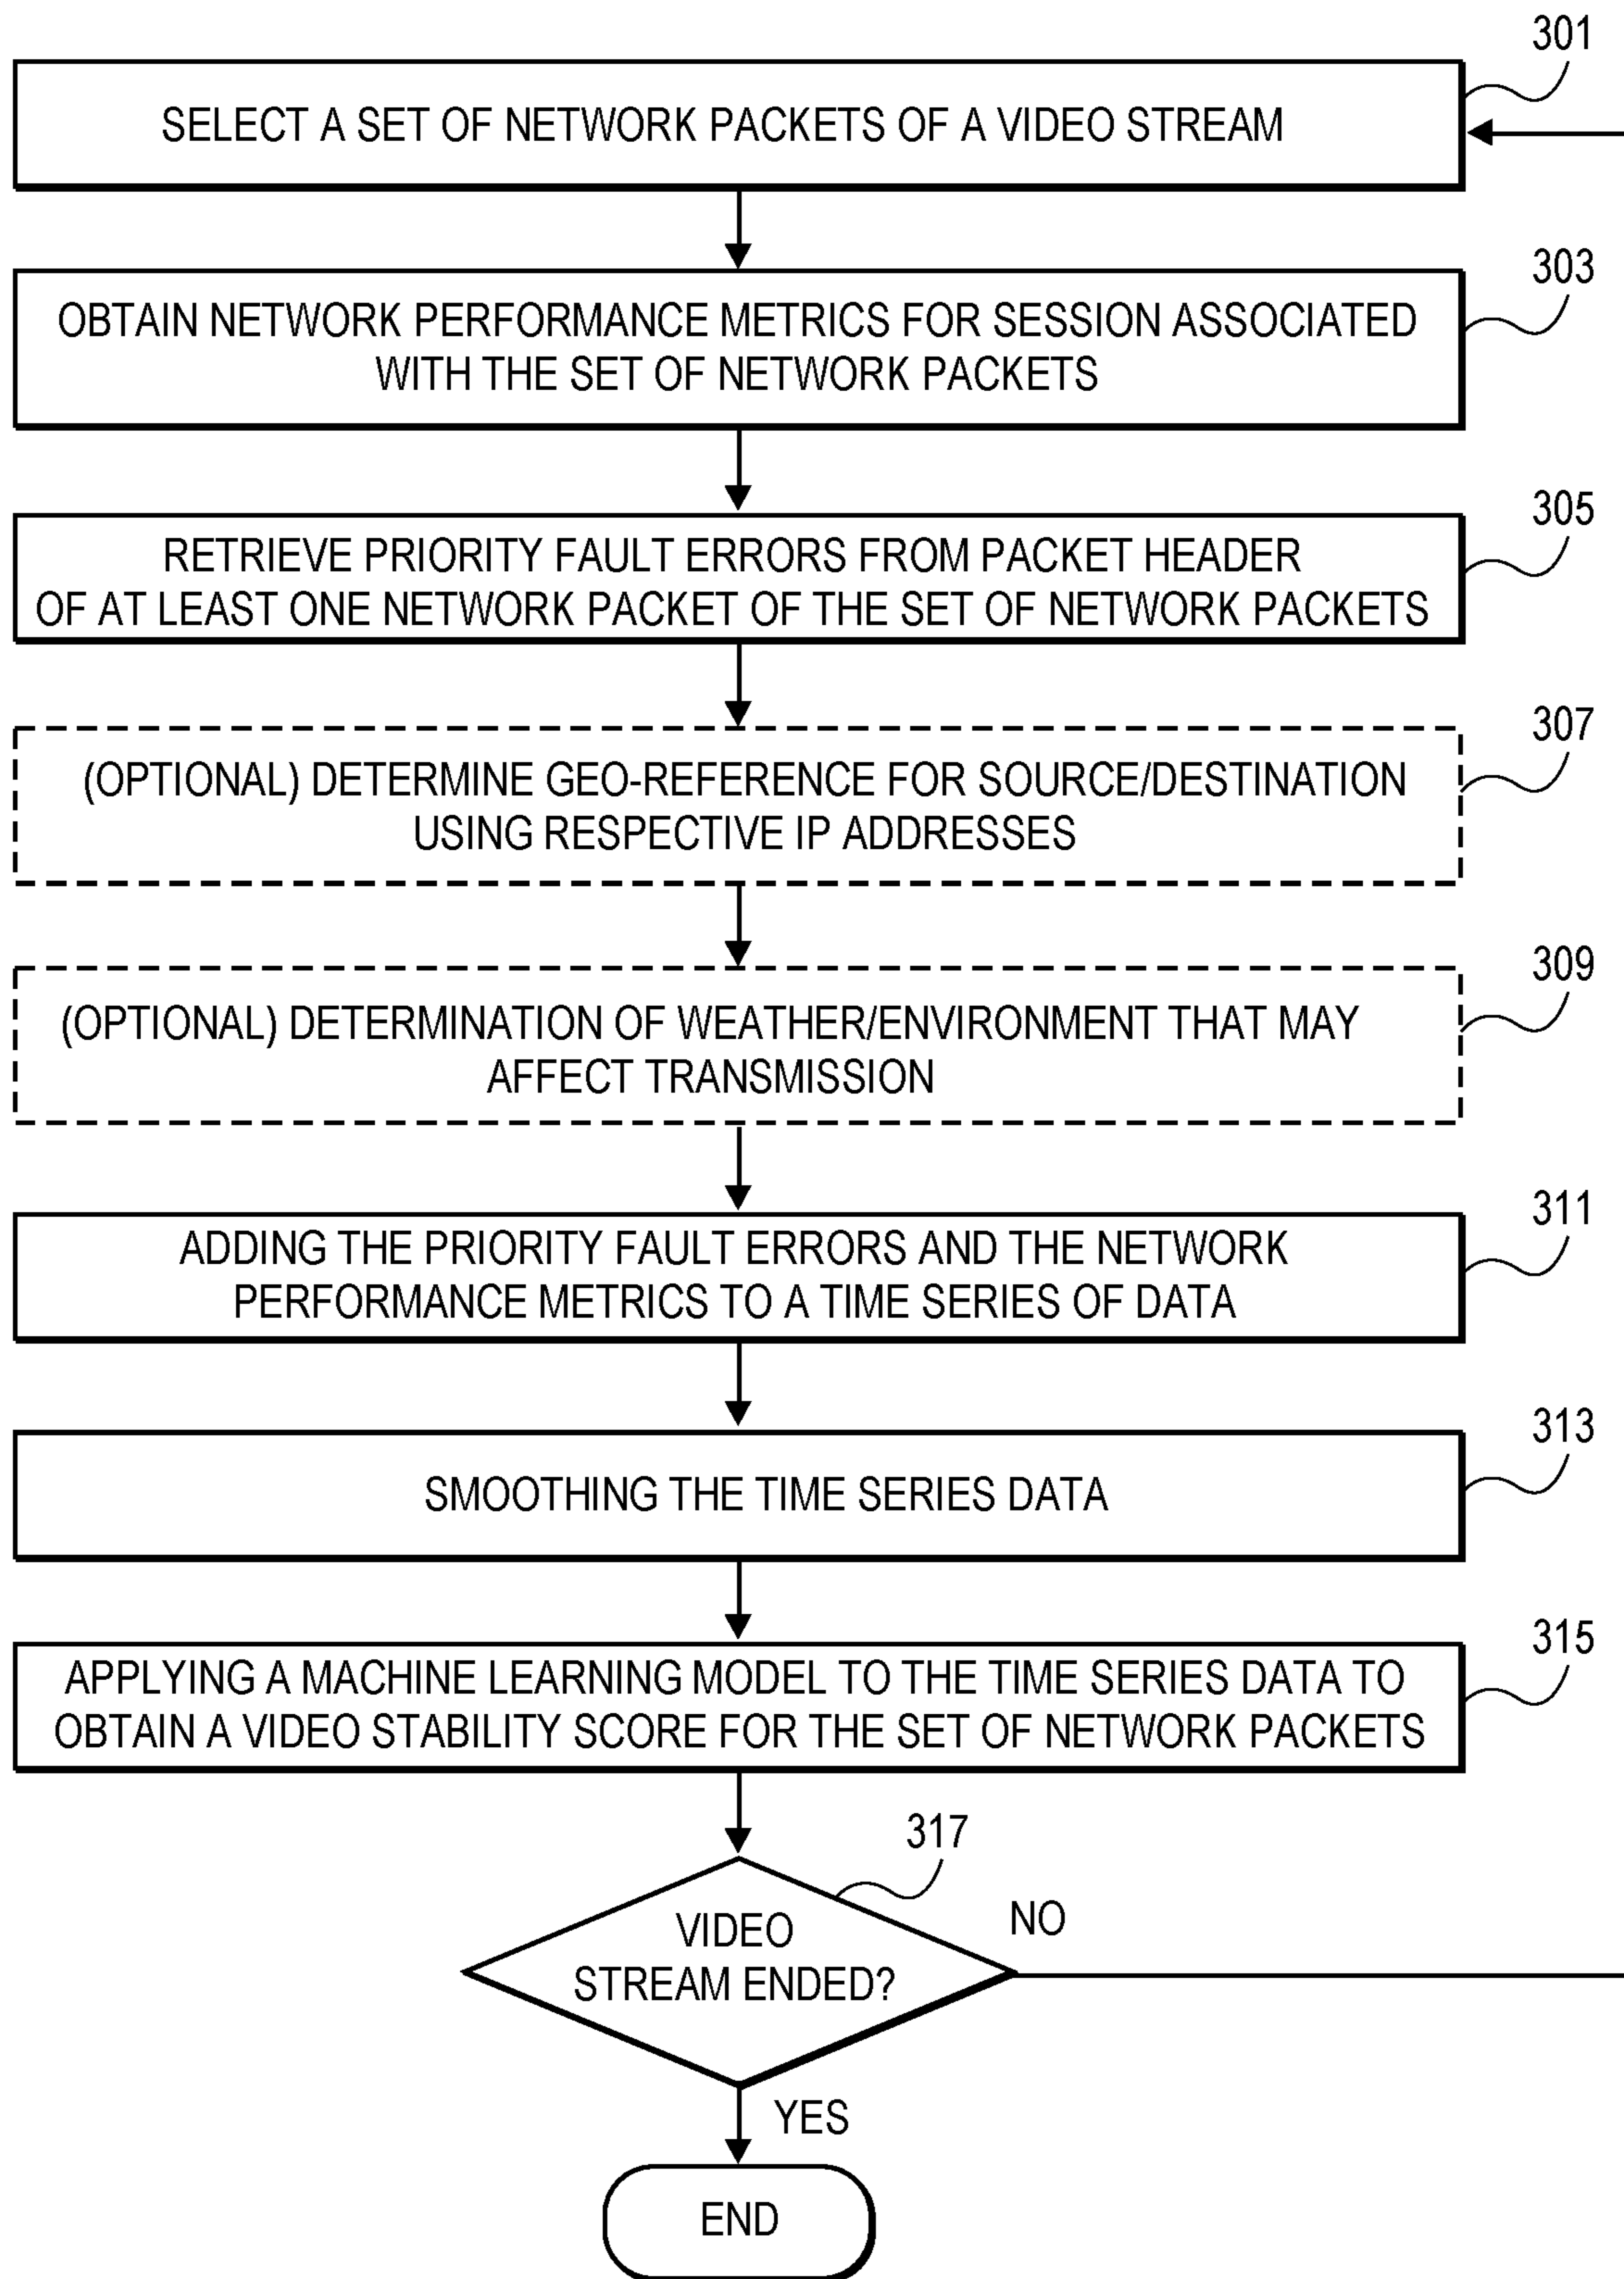 301
SELECT A SET OF NETWORK PACKETS OF A VIDEO STREAM
303
OBTAIN NETWORK PERFORMANCE METRICS FOR SESSION ASSOCIATED
WITH THE SET OF NETWORK PACKETS
305
RETRIEVE PRIORITY FAULT ERRORS FROM PACKET HEADER
OF AT LEAST ONE NETWORK PACKET OF THE SET OF NETWORK PACKETS
307
(OPTIONAL) DETERMINE GEO-REFERENCE FOR SOURCE/DESTINATION
USING RESPECTIVE IP ADDRESSES
309
(OPTIONAL) DETERMINATION OF WEATHER/ENVIRONMENT THAT MAY
AFFECT TRANSMISSION
311
ADDING THE PRIORITY FAULT ERRORS AND THE NETWORK
PERFORMANCE METRICS TO A TIME SERIES OF DATA
313
SMOOTHING THE TIME SERIES DATA
315
APPLYING A MACHINE LEARNING MODEL TO THE TIME SERIES DATA TO
OBTAIN A VIDEO STABILITY SCORE FOR THE SET OF NETWORK PACKETS
317
VIDEO
STREAM ENDED?
NO
YES
END